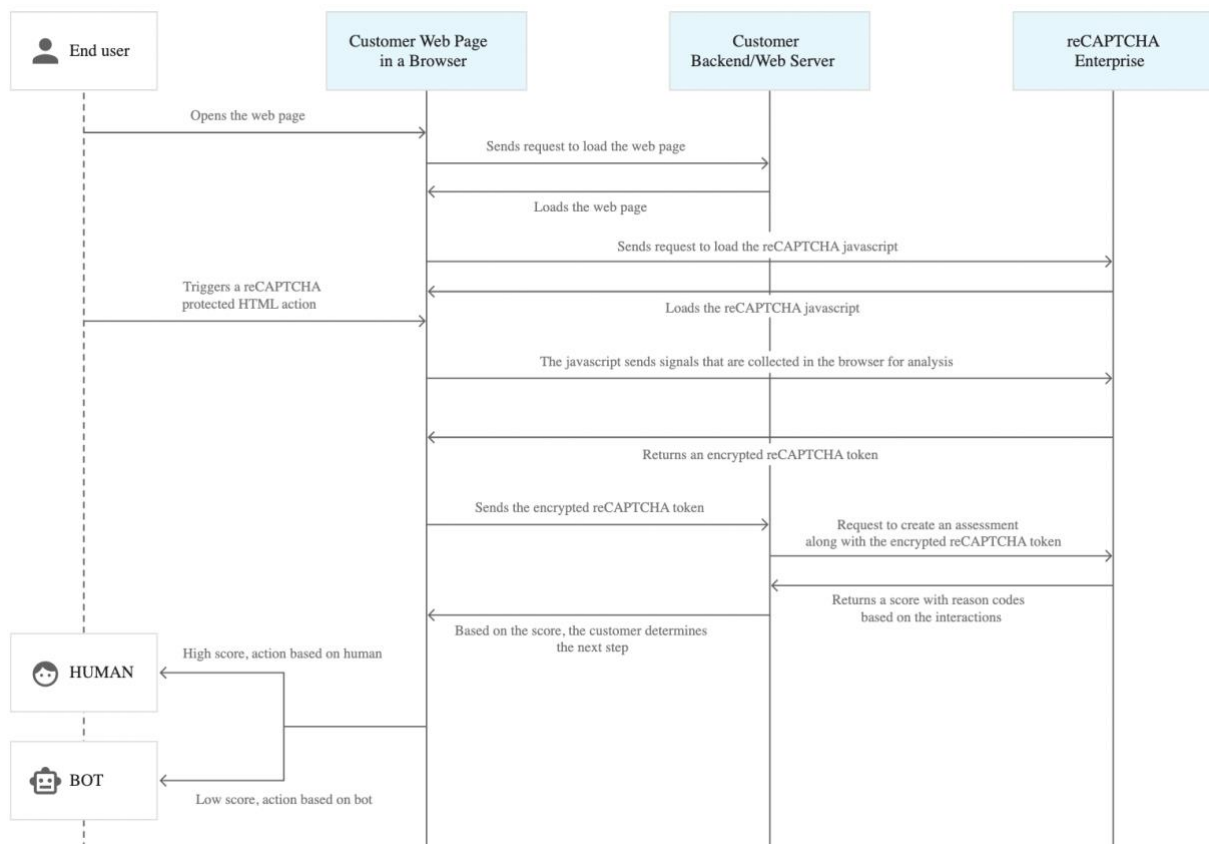 End user
Customer Web Page
in a Browser
Customer
Backend/Web Server
reCAPTCHA
Enterprise
Opens the web page
Sends request to load the web page
Loads the web page
Sends request to load the reCAPTCHA javascript
Triggers a reCAPTCHA
protected HTML action
Loads the reCAPTCHA javascript
The javascript sends signals that are collected in the browser for analysis
Returns an encrypted reCAPTCHA token
Sends the encrypted reCAPTCHA token
Request to create an assessment
along with the encrypted reCAPTCHA token
Returns a score with reason codes
based on the interactions
Based on the score, the customer determines
the next step
High score, action based on human
HUMAN
BOT
Low score, action based on bot